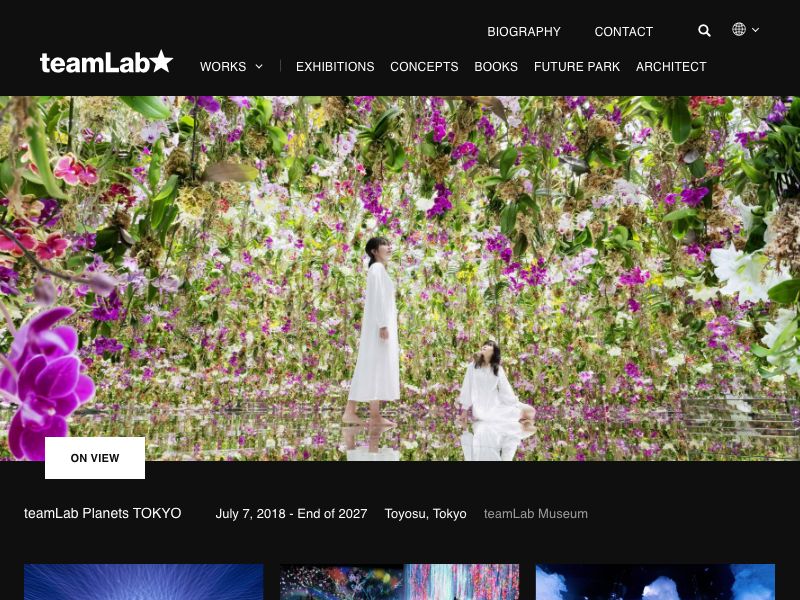 BIOGRAPHY CONTACT
teamLab★ WORKS EXHIBITIONS CONCEPTS BOOKS FUTURE PARK ARCHITECT
ON VIEW
teamLab Planets TOKYO July 7, 2018 - End of 2027 Toyosu, Tokyo teamLab Museum